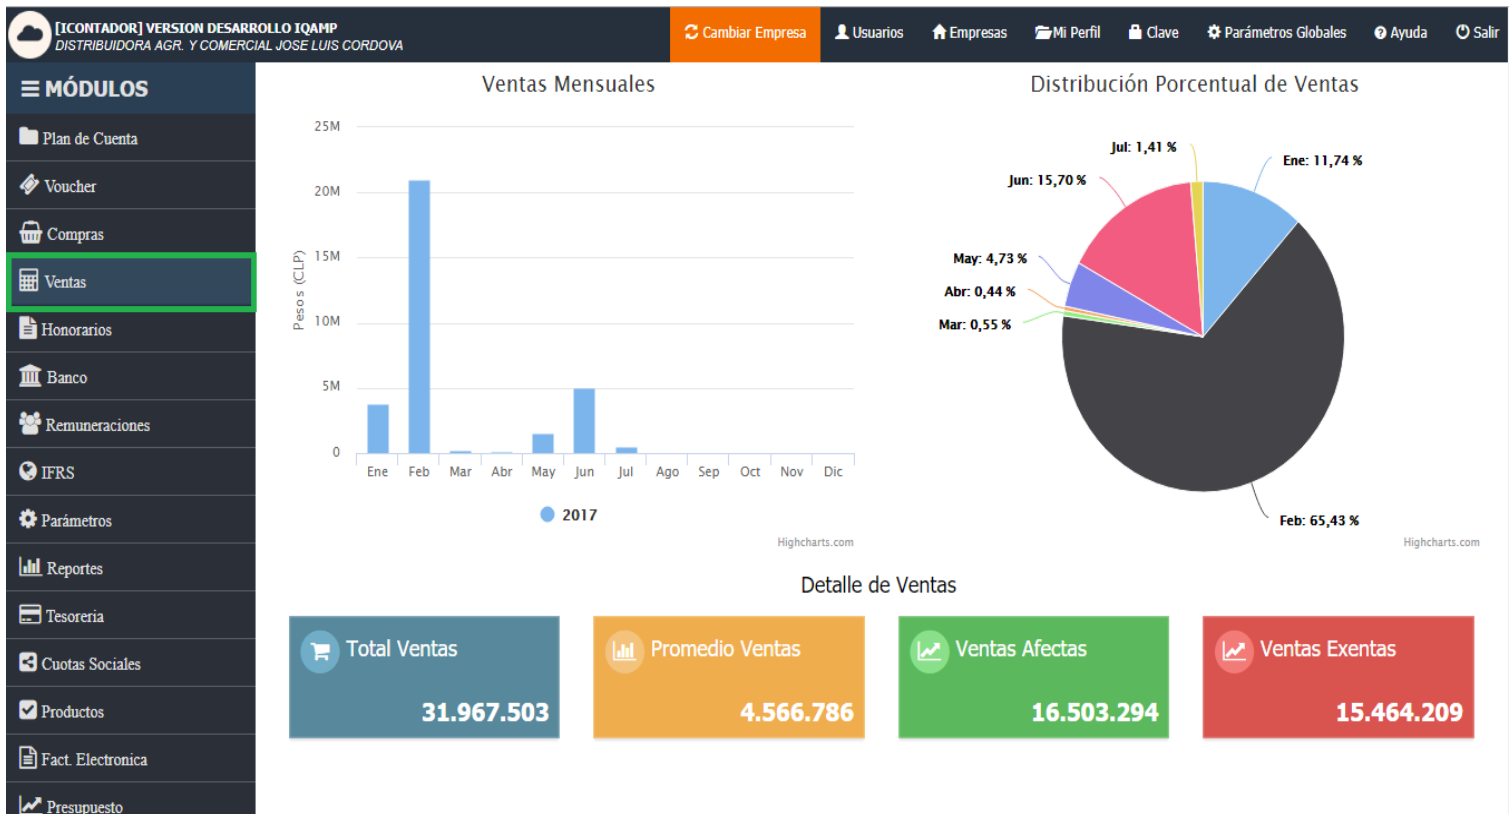 [ICONTADOR] VERSION DESARROLLO IQAMP
DISTRIBUIDORA AGR. Y COMERCIAL JOSE LUIS CORDOVA
Cambiar Empresa
Usuarios
Empresas
Mi Perfil
Clave
Parámetros Globales
Ayuda
Salir
MÓDULOS
Plan de Cuenta
Voucher
Compras
Ventas
Honorarios
Banco
Remuneraciones
IFRS
Parámetros
Reportes
Tesoreria
Cuotas Sociales
Productos
Fact. Electronica
Presupuesto
Ventas Mensuales
25M
20M
15M
10M
5M
0
Pesos (CLP)
Ene Feb Mar Abr May Jun Jul Ago Sep Oct Nov Dic
2017
Highcharts.com
Distribución Porcentual de Ventas
Jul: 1,41 %
Ene: 11,74 %
Jun: 15,70 %
May: 4,73 %
Abr: 0,44 %
Mar: 0,55 %
Feb: 65,43 %
Highcharts.com
Detalle de Ventas
Total Ventas
31.967.503
Promedio Ventas
4.566.786
Ventas Afectas
16.503.294
Ventas Exentas
15.464.209